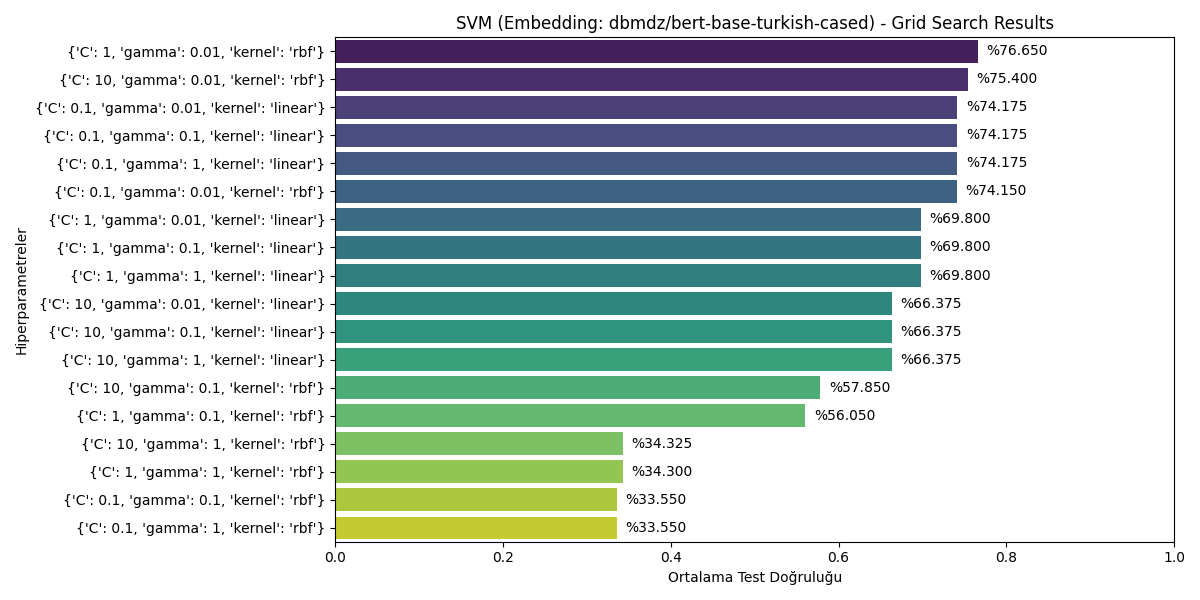 SVM (Embedding: dbmdz/bert-base-turkish-cased) - Grid Search Results
{'C': 1, 'gamma': 0.01, 'kernel': 'rbf'} %76.650
{'C': 10, 'gamma': 0.01, 'kernel': 'rbf'} %75.400
{'C': 0.1, 'gamma': 0.01, 'kernel': 'linear'} %74.175
{'C': 0.1, 'gamma': 0.1, 'kernel': 'linear'} %74.175
{'C': 0.1, 'gamma': 1, 'kernel': 'linear'} %74.175
{'C': 0.1, 'gamma': 0.01, 'kernel': 'rbf'} %74.150
{'C': 1, 'gamma': 0.01, 'kernel': 'linear'} %69.800
{'C': 1, 'gamma': 0.1, 'kernel': 'linear'} %69.800
{'C': 1, 'gamma': 1, 'kernel': 'linear'} %69.800
{'C': 10, 'gamma': 0.01, 'kernel': 'linear'} %66.375
{'C': 10, 'gamma': 0.1, 'kernel': 'linear'} %66.375
{'C': 10, 'gamma': 1, 'kernel': 'linear'} %66.375
{'C': 10, 'gamma': 0.1, 'kernel': 'rbf'} %57.850
{'C': 1, 'gamma': 0.1, 'kernel': 'rbf'} %56.050
{'C': 10, 'gamma': 1, 'kernel': 'rbf'} %34.325
{'C': 1, 'gamma': 1, 'kernel': 'rbf'} %34.300
{'C': 0.1, 'gamma': 0.1, 'kernel': 'rbf'} %33.550
{'C': 0.1, 'gamma': 1, 'kernel': 'rbf'} %33.550
Hiperparametreler
0.0 0.2 0.4 0.6 0.8 1.0
Ortalama Test Doğruluğu